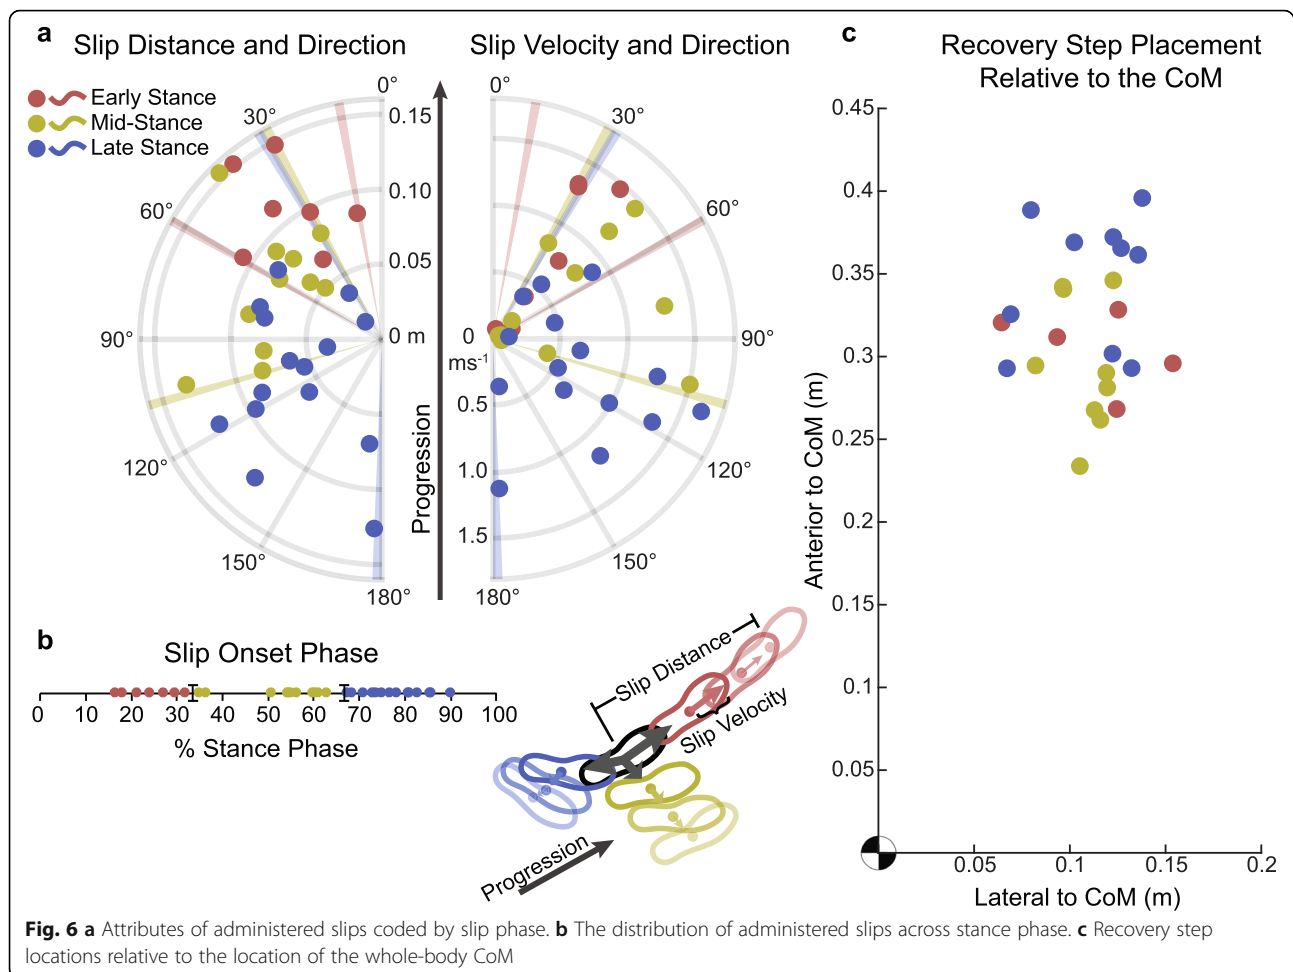 a
Slip Distance and Direction
Slip Velocity and Direction
Early Stance
Mid-Stance
Late Stance
0°
30°
60°
90°
120°
150°
180°
0.15
0.10
0.05
0 m
Progression
0°
30°
60°
90°
120°
150°
180°
0
ms-1
0.5
1.0
1.5
b
Slip Onset Phase
0 10 20 30 40 50 60 70 80 90 100
% Stance Phase
Slip Distance
Slip Velocity
Progression
c
Recovery Step Placement
Relative to the CoM
0.45
0.4
0.35
0.3
0.25
0.2
0.15
0.1
0.05
Anterior to CoM (m)
0.05 0.1 0.15 0.2
Lateral to CoM (m)
Fig. 6 a Attributes of administered slips coded by slip phase. b The distribution of administered slips across stance phase. c Recovery step
locations relative to the location of the whole-body CoM